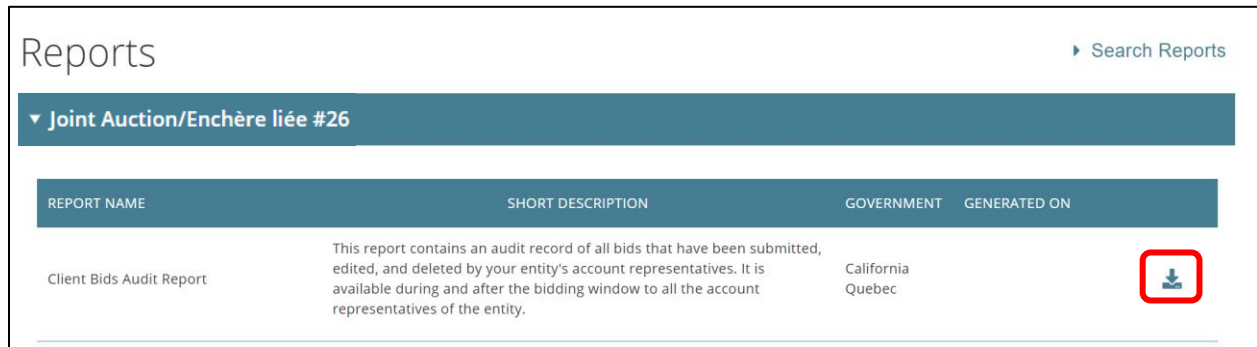 Reports
Search Reports
Joint Auction/Enchère liée #26
REPORT NAME
SHORT DESCRIPTION
GOVERNMENT
GENERATED ON
Client Bids Audit Report
This report contains an audit record of all bids that have been submitted,
edited, and deleted by your entity's account representatives. It is
available during and after the bidding window to all the account
representatives of the entity.
California
Quebec